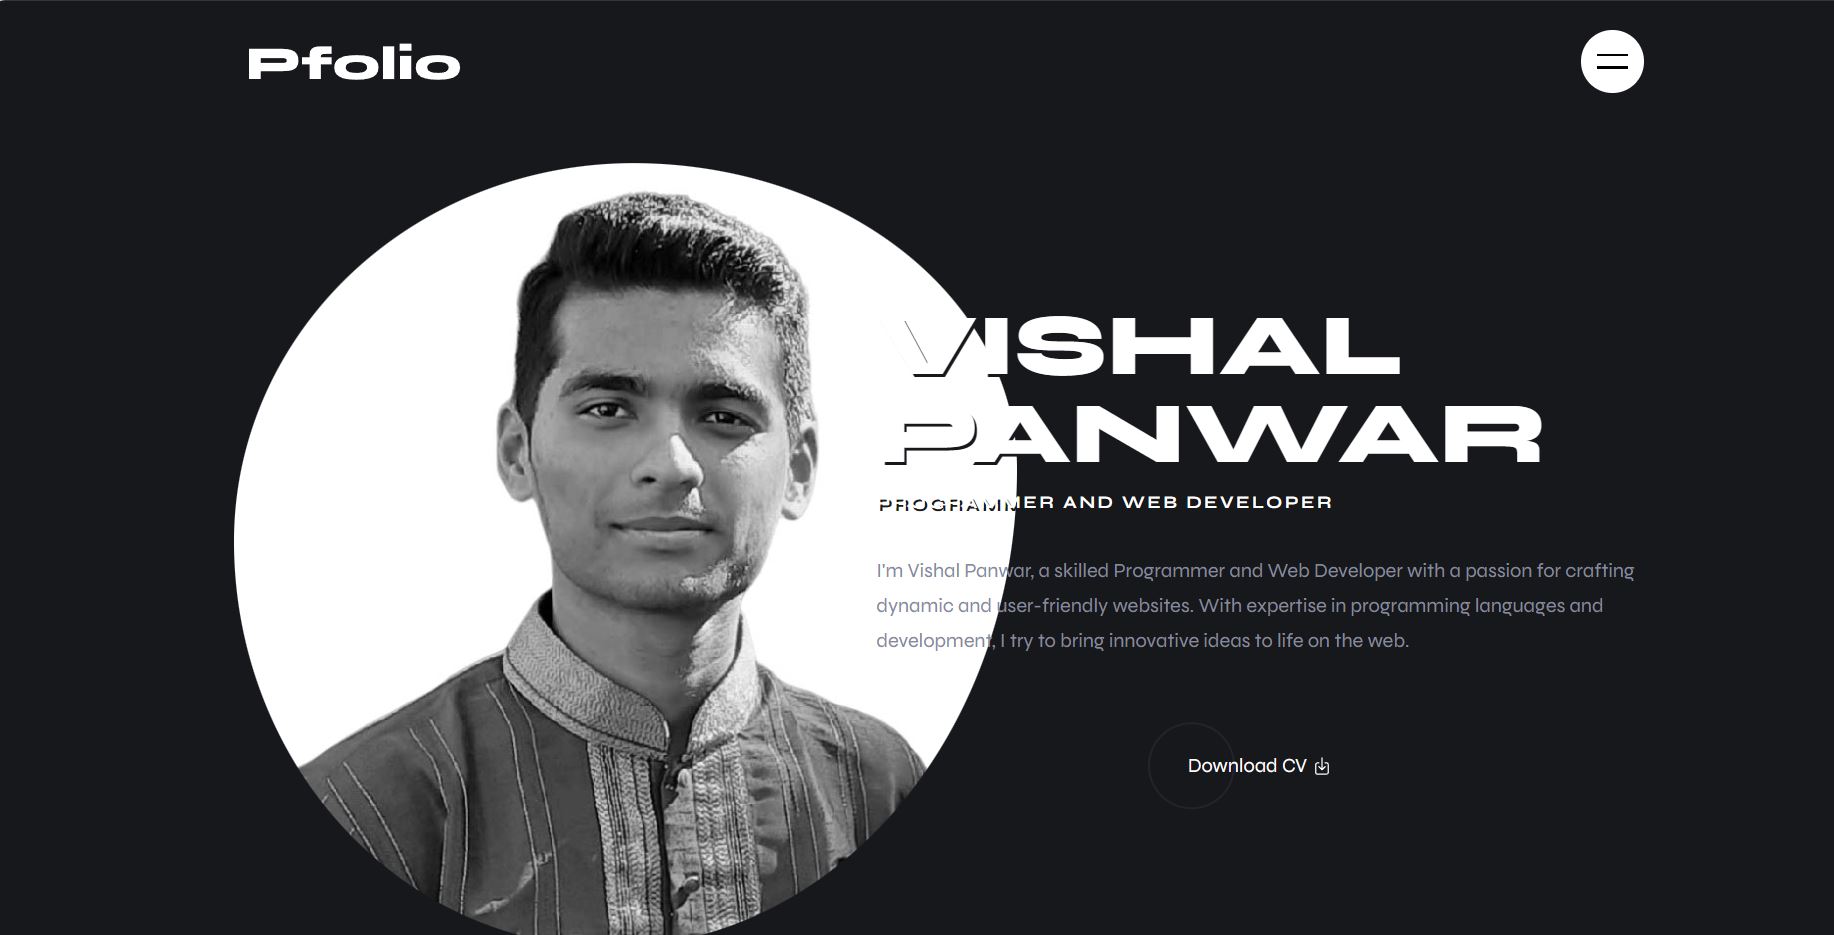 Pfolio
VISHAL
PANWAR
PROGRAMMER AND WEB DEVELOPER
I'm Vishal Panwar, a skilled Programmer and Web Developer with a passion for crafting
dynamic and user-friendly websites. With expertise in programming languages and
development, I try to bring innovative ideas to life on the web.
Download CV